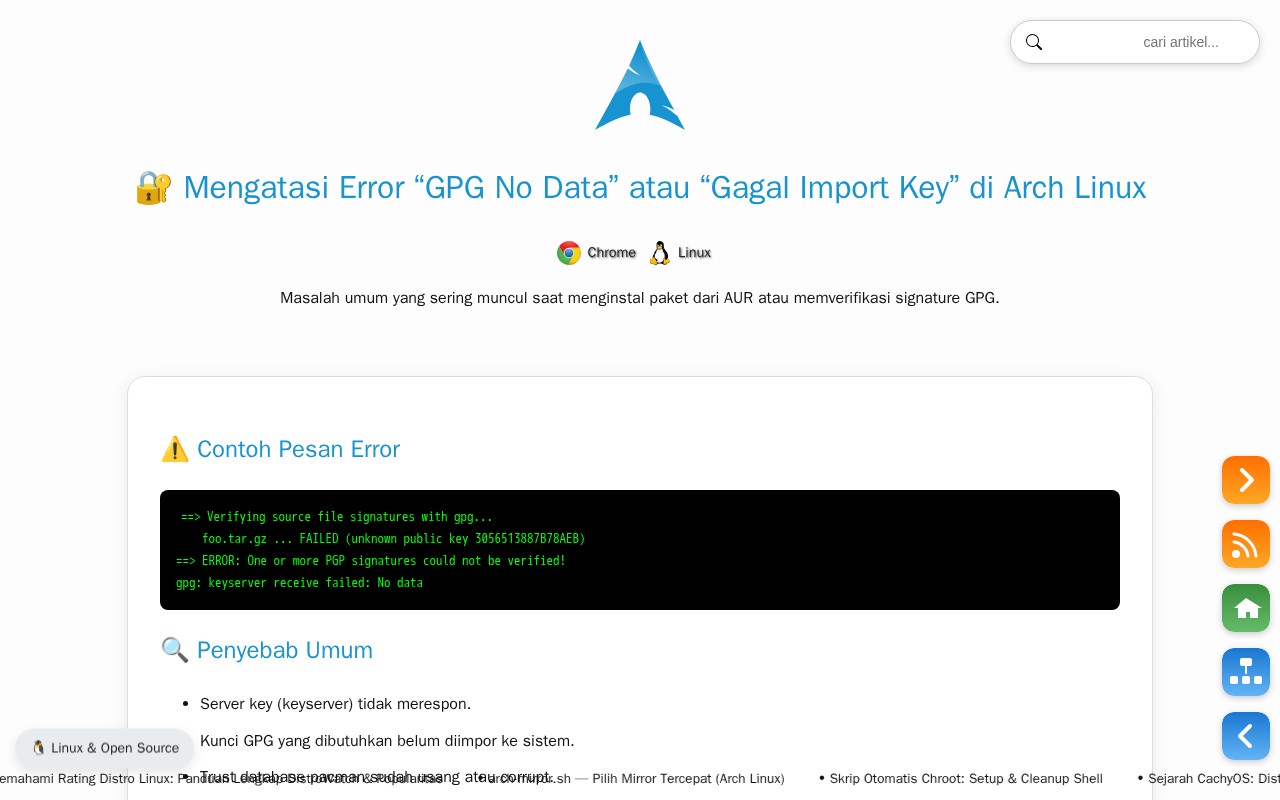 cari artikel...
Mengatasi Error “GPG No Data” atau “Gagal Import Key” di Arch Linux
Chrome Linux
Masalah umum yang sering muncul saat menginstal paket dari AUR atau memverifikasi signature GPG.
Contoh Pesan Error
==> Verifying source file signatures with gpg...
foo.tar.gz ... FAILED (unknown public key 3056513887B78AEB)
==> ERROR: One or more PGP signatures could not be verified!
gpg: keyserver receive failed: No data
Penyebab Umum
• Server key (keyserver) tidak merespon.
Kunci GPG yang dibutuhkan belum diimpor ke sistem.
Linux & Open Source
• Trust database pacman sudah usang atau corrupt.
emahami Rating Distro Linux: Panduan Lengkap DistroWatch & Popularitas • arch-mirror.sh — Pilih Mirror Tercepat (Arch Linux) • Skrip Otomatis Chroot: Setup & Cleanup Shell • Sejarah CachyOS: Dist